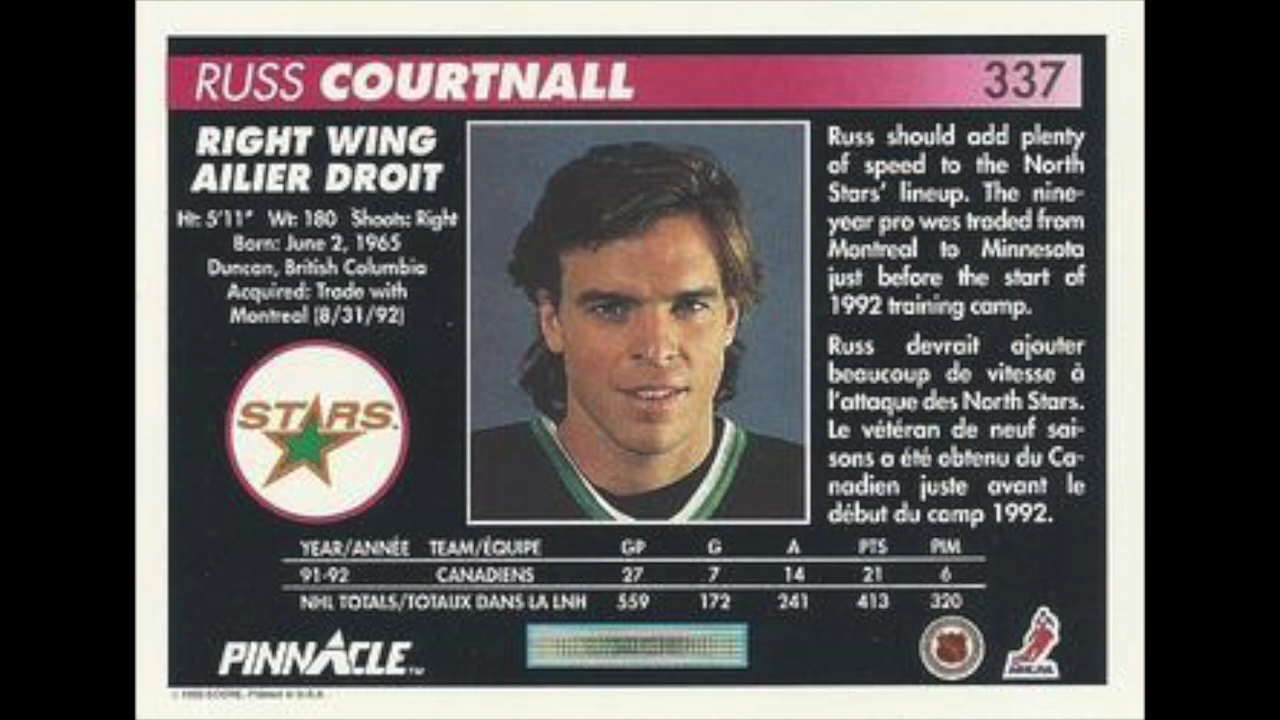 RUSS COURTNALL 337
RIGHT WING
AILIER DROIT
Ht: 5'11" Wt: 180 Shoots: Right
Born: June 2, 1965
Duncan, British Columbia
Acquired: Trade with
Montreal (8/31/92)
STARS
Russ should add plenty
of speed to the North
Stars' lineup. The nine-
year pro was traded from
Montreal to Minnesota
just before the start of
1992 training camp.
Russ devrait ajouter
beaucoup de vitesse à
l'attaque des North Stars.
Le vétéran de neuf sai-
sons a été obtenu du Ca-
nadien juste avant le
début du camp 1992.
YEAR/ANNÉE TEAM/ÉQUIPE GP G A PTS PIM
91-92 CANADIENS 27 7 14 21 6
NHL TOTALS/TOTAUX DANS LA LNH 559 172 241 413 320
PINNACLE™
Printed in U.S.A.